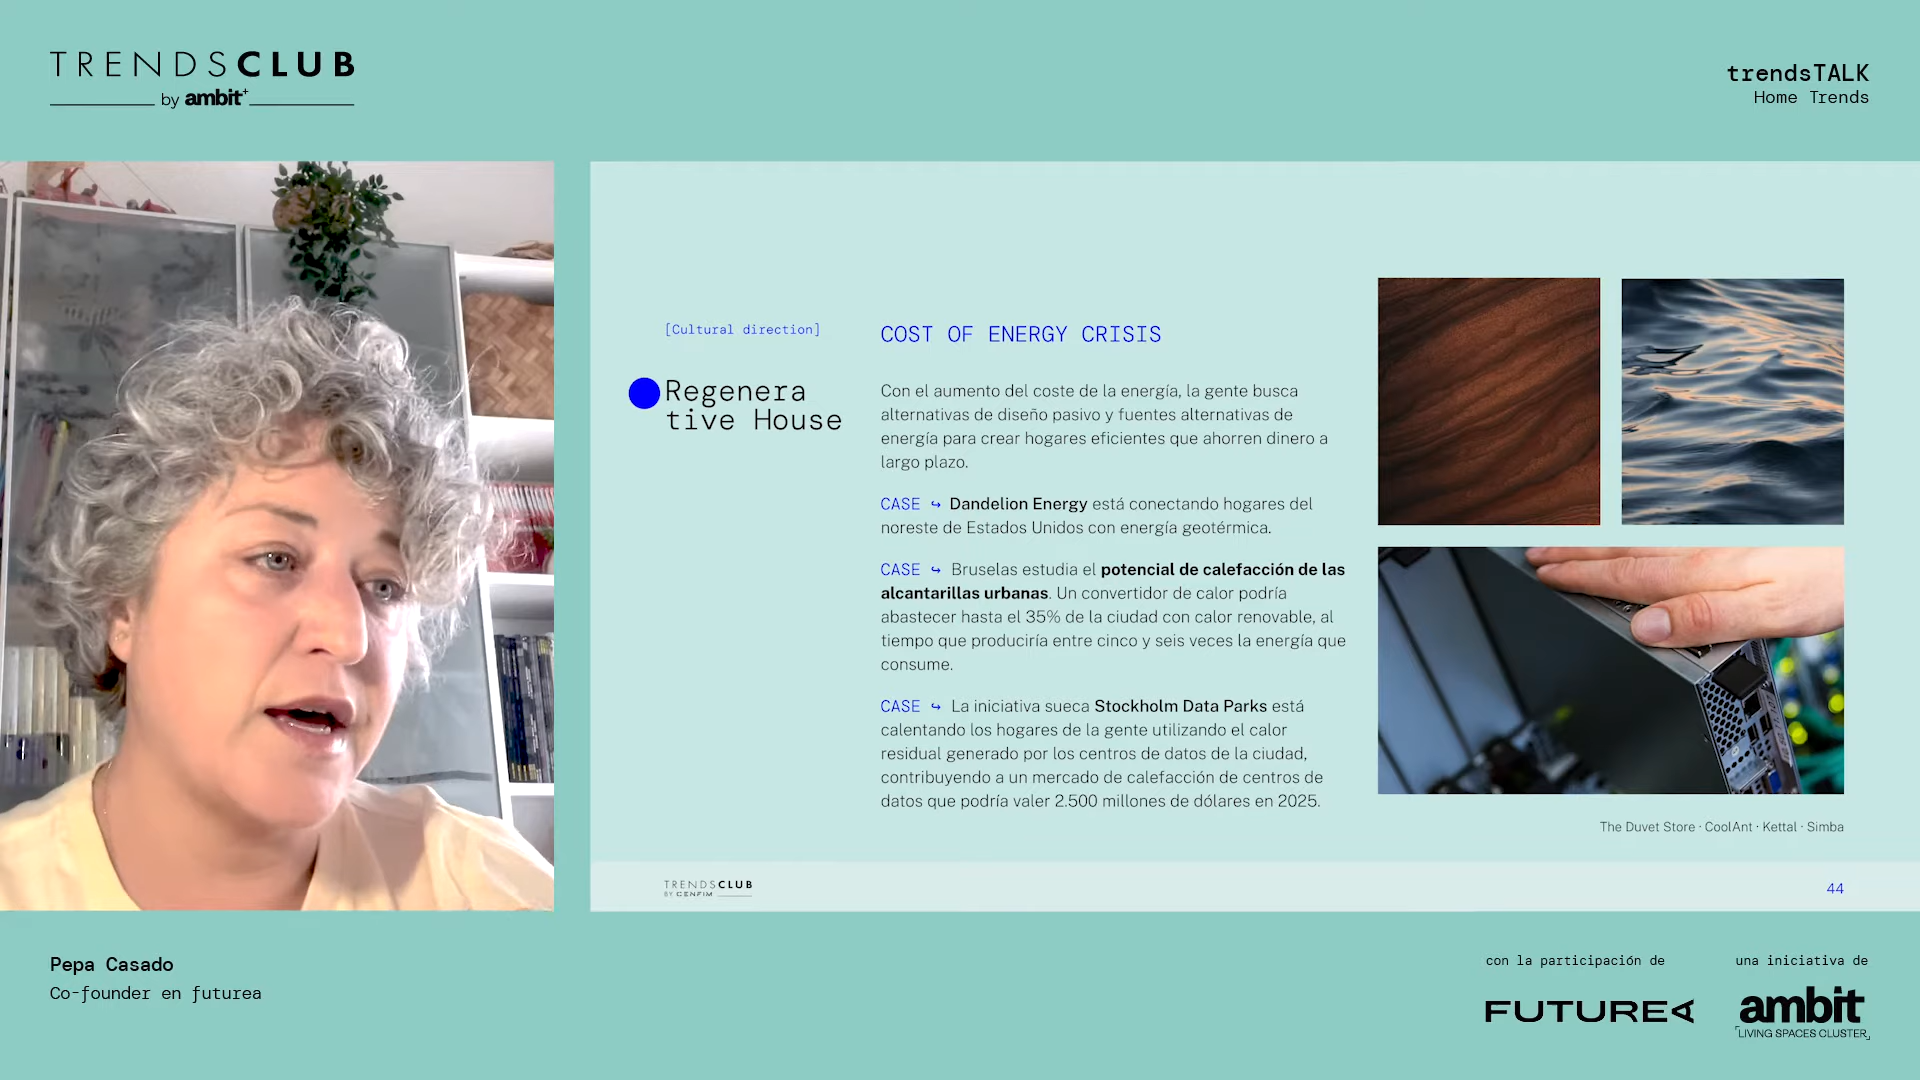 TRENDSCLUB
by ambit+
trendsTALK
Home Trends
[Cultural direction]
Regenera
tive House
COST OF ENERGY CRISIS
Con el aumento del coste de la energía, la gente busca
alternativas de diseño pasivo y fuentes alternativas de
energía para crear hogares eficientes que ahorren dinero a
largo plazo.
CASE ↪ Dandelion Energy está conectando hogares del
noreste de Estados Unidos con energía geotérmica.
CASE ↪ Bruselas estudia el potencial de calefacción de las
alcantarillas urbanas. Un convertidor de calor podría
abastecer hasta el 35% de la ciudad con calor renovable, al
tiempo que produciría entre cinco y seis veces la energía que
consume.
CASE ↪ La iniciativa sueca Stockholm Data Parks está
calentando los hogares de la gente utilizando el calor
residual generado por los centros de datos de la ciudad,
contribuyendo a un mercado de calefacción de centros de
datos que podría valer 2.500 millones de dólares en 2025.
The Duvet Store · CoolAnt · Kettal · Simba
TRENDSCLUB
BY CENFIM
44
Pepa Casado
Co-founder en futurea
con la participación de
FUTUREA
una iniciativa de
ambit
LIVING SPACES CLUSTER